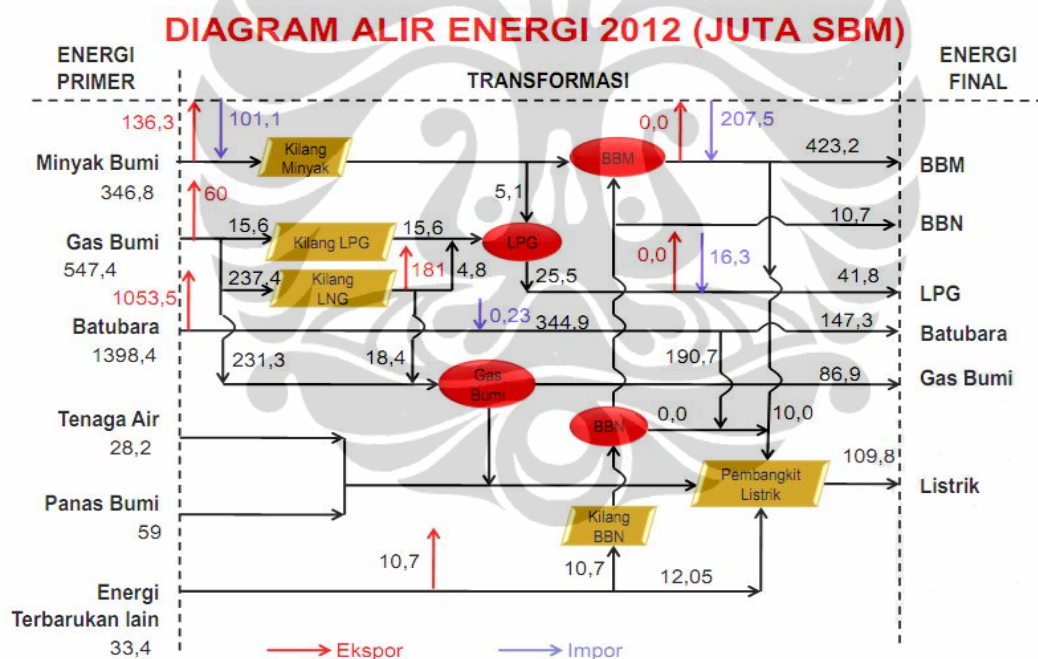 DIAGRAM ALIR ENERGI 2012 (JUTA SBM)
ENERGI
PRIMER
TRANSFORMASI
ENERGI
FINAL
136,3
101,1
0,0
207,5
423,2
Minyak Bumi
346,8
Kilang
Minyak
BBM
BBM
60
5,1
15,6
15,6
10,7
BBN
Gas Bumi
547,4
Kilang LPG
LPG
0,0
16,3
41,8
1053,5
237,4
Kilang
LNG
181
4,8
25,5
LPG
Batubara
1398,4
0,23
344,9
147,3
Batubara
231,3
18,4
190,7
Gas
Bumi
86,9
Gas Bumi
Tenaga Air
28,2
BBN
0,0
10,0
Panas Bumi
59
Pembangkit
Listrik
109,8
Listrik
Kilang
BBN
10,7
10,7
12,05
Energi
Terbarukan lain
33,4
Ekspor
Impor